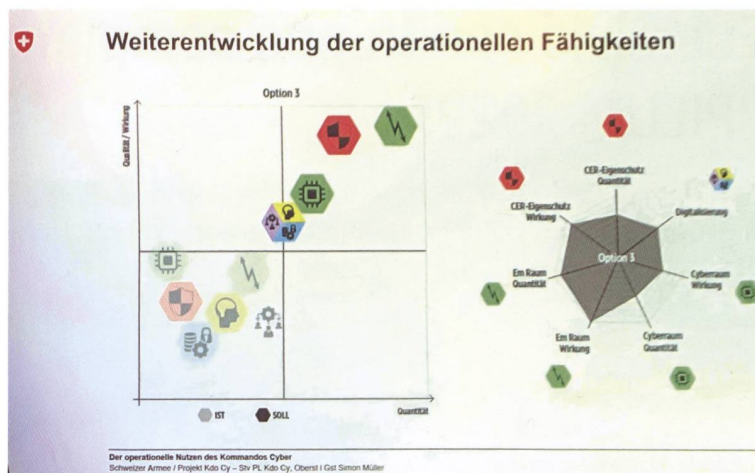 Weiterentwicklung der operationellen Fähigkeiten
Option 3
Qualität / Wirkung
Quantität
IST
SOLL
CER-Eigenschutz
Quantität
CER-Eigenschutz
Wirkung
Digitalisierung
Option 3
Em Raum
Quantität
Cyberraum
Wirkung
Em Raum
Wirkung
Cyberraum
Quantität
Der operationelle Nutzen des Kommandos Cyber
Schweizer Armee / Projekt Kdo Cy – Stv PL Kdo Cy, Oberst i Gst Simon Müller